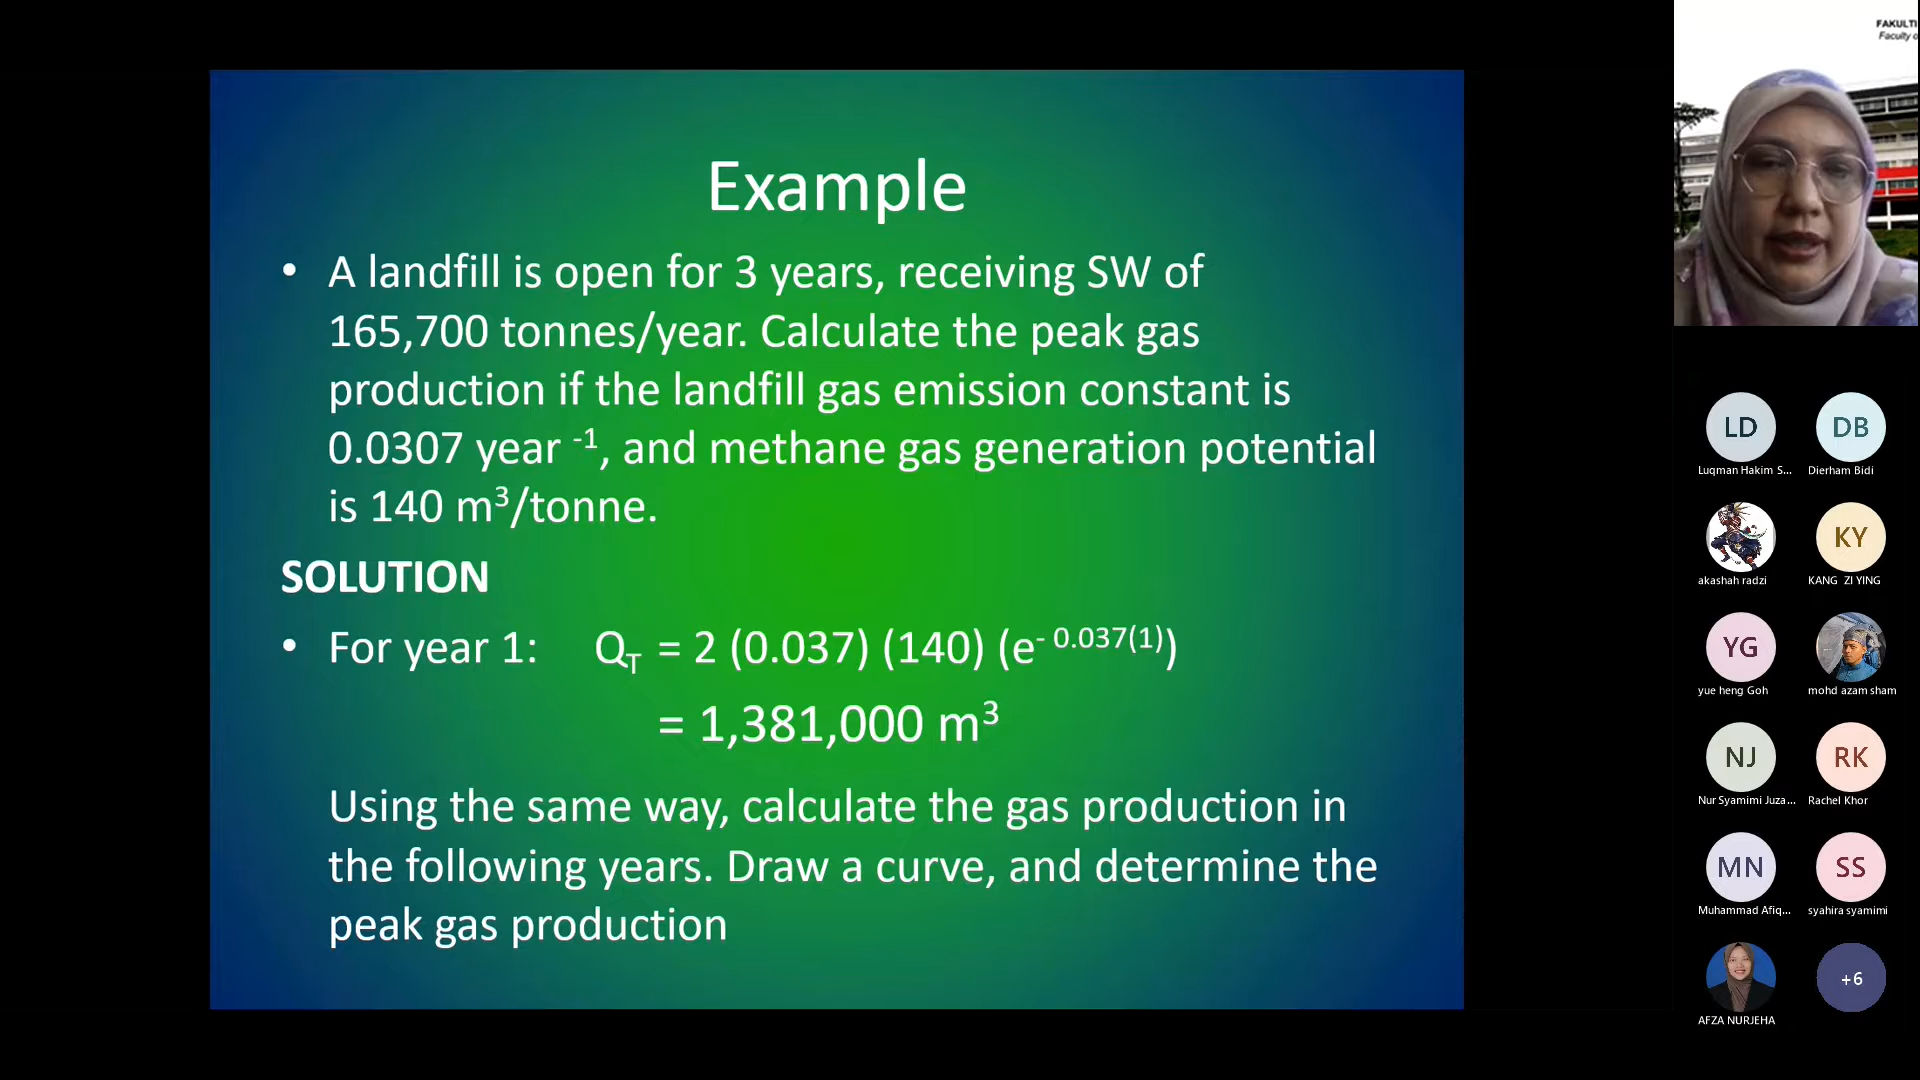 Example
• A landfill is open for 3 years, receiving SW of
165,700 tonnes/year. Calculate the peak gas
production if the landfill gas emission constant is
0.0307 year ⁻¹, and methane gas generation potential
is 140 m³/tonne.
SOLUTION
• For year 1: Q_T = 2 (0.037) (140) (e^- 0.037(1))
= 1,381,000 m³
Using the same way, calculate the gas production in
the following years. Draw a curve, and determine the
peak gas production
FAKULTI
Faculty o
LD DB
Luqman Hakim S... Dierham Bidi
KY
akashah radzi KANG ZI YING
YG
yue heng Goh mohd azam sham
NJ RK
Nur Syamimi Juza... Rachel Khor
MN SS
Muhammad Afiq... syahira syamimi
+6
AFZA NURJEHA